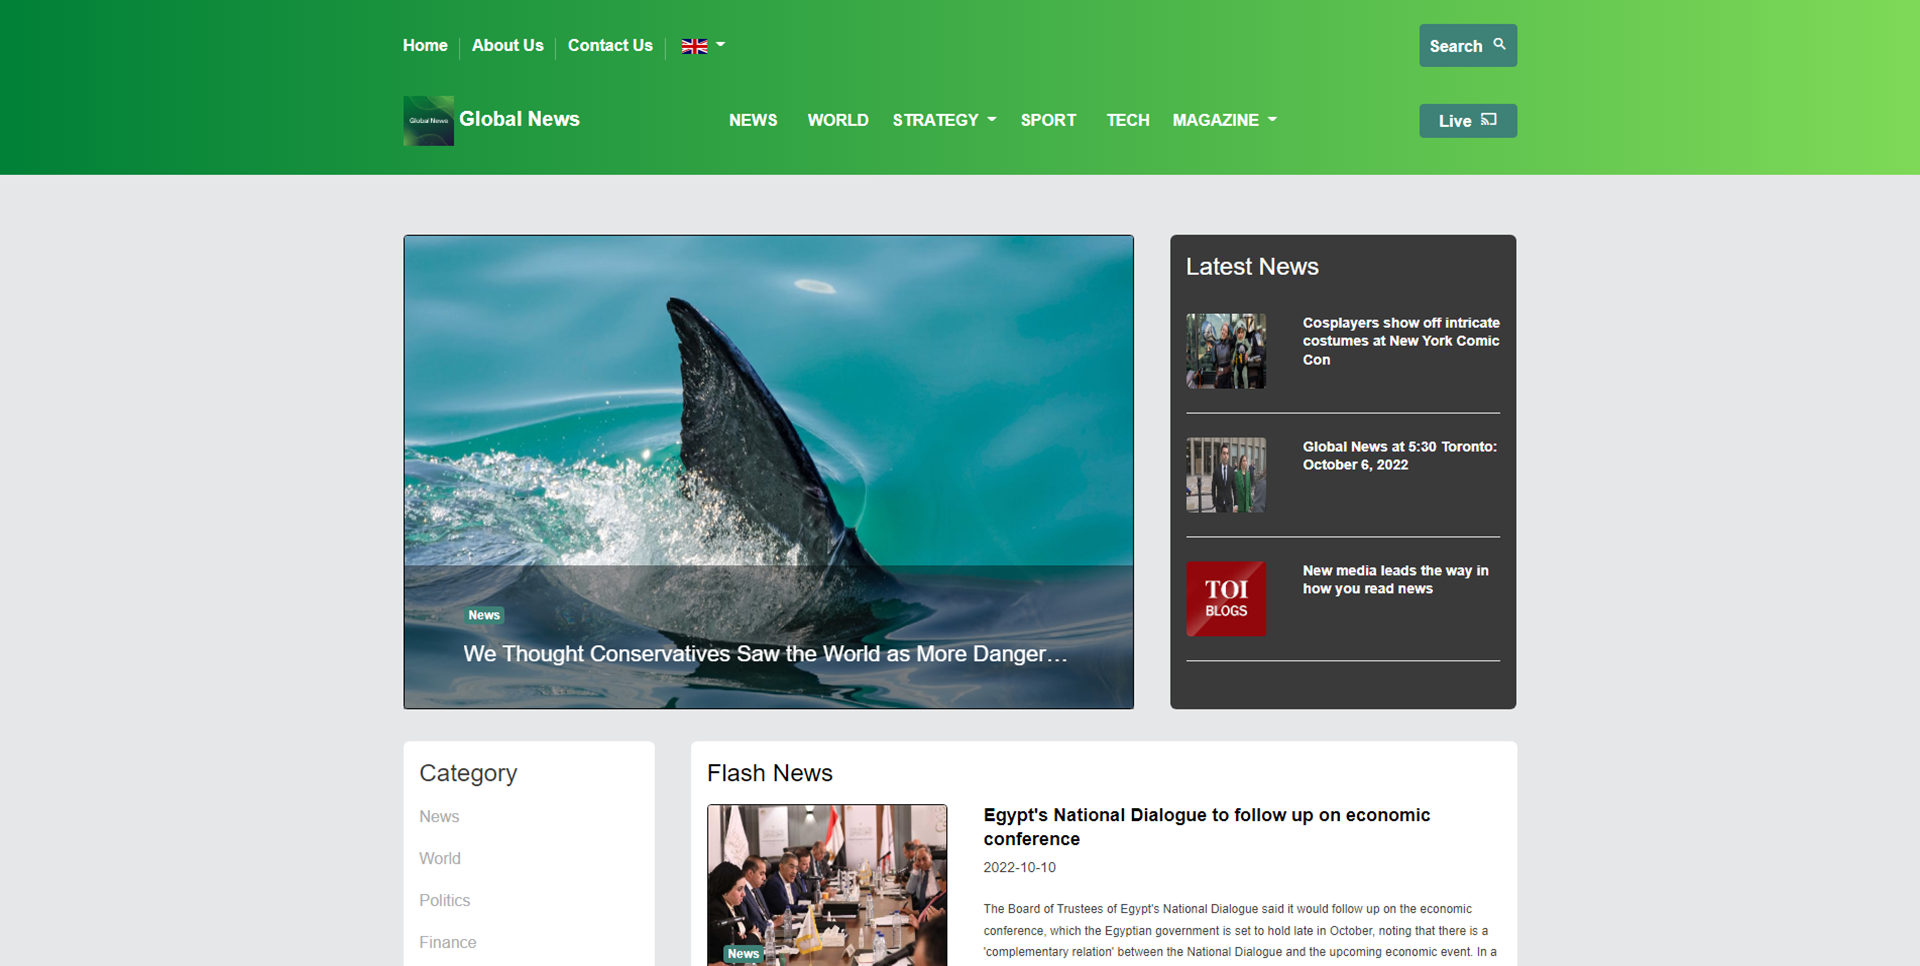 Home
About Us
Contact Us
Search
Global News
Global News
NEWS
WORLD
STRATEGY
SPORT
TECH
MAGAZINE
Live
News
We Thought Conservatives Saw the World as More Danger…
Latest News
Cosplayers show off intricate
costumes at New York Comic
Con
Global News at 5:30 Toronto:
October 6, 2022
TOI
BLOGS
New media leads the way in
how you read news
Category
News
World
Politics
Finance
Flash News
News
Egypt's National Dialogue to follow up on economic
conference
2022-10-10
The Board of Trustees of Egypt's National Dialogue said it would follow up on the economic
conference, which the Egyptian government is set to hold late in October, noting that there is a
'complementary relation' between the National Dialogue and the upcoming economic event. In a